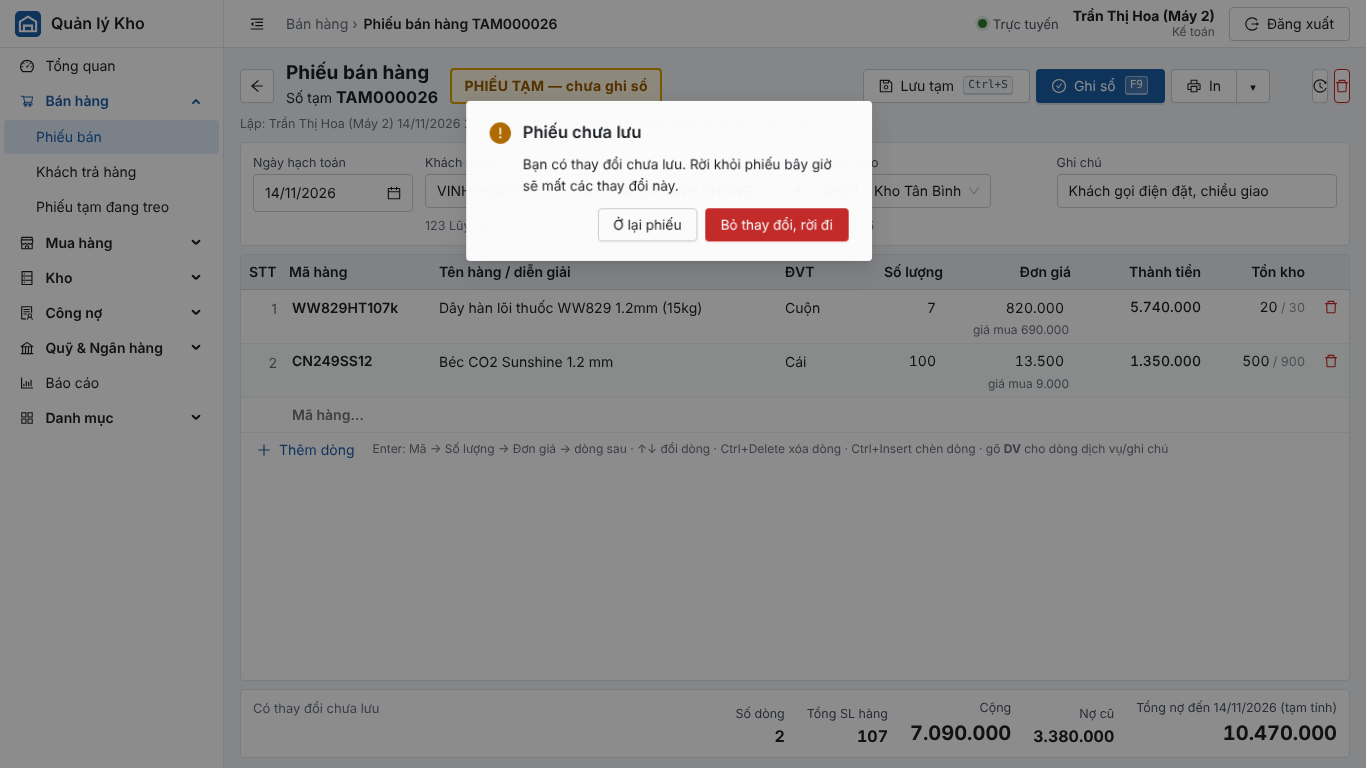 Quản lý Kho
Bán hàng › Phiếu bán hàng TAM000026
Trực tuyến
Trần Thị Hoa (Máy 2)
Kế toán
Đăng xuất
Tổng quan
Bán hàng
Phiếu bán
Khách trả hàng
Phiếu tạm đang treo
Mua hàng
Kho
Công nợ
Quỹ & Ngân hàng
Báo cáo
Danh mục
Phiếu bán hàng
Số tạm TAM000026
PHIẾU TẠM — chưa ghi sổ
Lưu tạm Ctrl+S
Ghi sổ F9
In
Lập: Trần Thị Hoa (Máy 2) 14/11/2026
Phiếu chưa lưu
Bạn có thay đổi chưa lưu. Rời khỏi phiếu bây giờ
sẽ mất các thay đổi này.
Ở lại phiếu
Bỏ thay đổi, rời đi
Ngày hạch toán
14/11/2026
Khách
Kho Tân Bình
Ghi chú
Khách gọi điện đặt, chiều giao
STT Mã hàng Tên hàng / diễn giải ĐVT Số lượng Đơn giá Thành tiền Tồn kho
1 WW829HT107k Dây hàn lõi thuốc WW829 1.2mm (15kg) Cuộn 7 820.000 5.740.000 20 / 30
giá mua 690.000
2 CN249SS12 Béc CO2 Sunshine 1.2 mm Cái 100 13.500 1.350.000 500 / 900
giá mua 9.000
Mã hàng...
Thêm dòng
Enter: Mã → Số lượng → Đơn giá → dòng sau · ↑↓ đổi dòng · Ctrl+Delete xóa dòng · Ctrl+Insert chèn dòng · gõ DV cho dòng dịch vụ/ghi chú
Có thay đổi chưa lưu
Số dòng
2
Tổng SL hàng
107
Cộng
7.090.000
Nợ cũ
3.380.000
Tổng nợ đến 14/11/2026 (tạm tính)
10.470.000